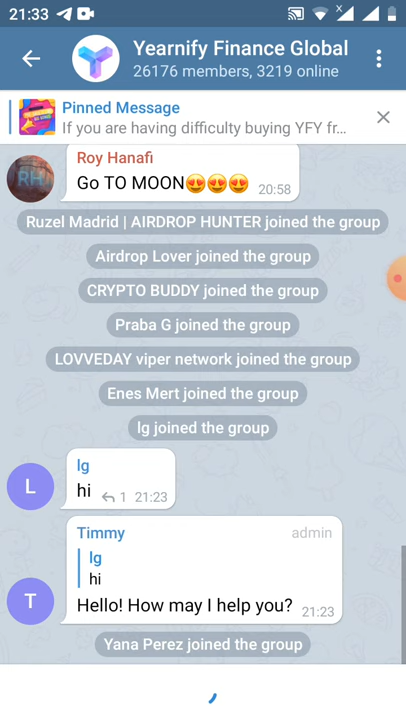 21:33
Yearnify Finance Global
26176 members, 3219 online
Pinned Message
If you are having difficulty buying YFY fr...
Roy Hanafi
RH
Go TO MOON😍😍😍 20:58
Ruzel Madrid | AIRDROP HUNTER joined the group
Airdrop Lover joined the group
CRYPTO BUDDY joined the group
Praba G joined the group
LOVVEDAY viper network joined the group
Enes Mert joined the group
lg joined the group
lg
L
hi 1 21:23
Timmy admin
lg
hi
T
Hello! How may I help you? 21:23
Yana Perez joined the group